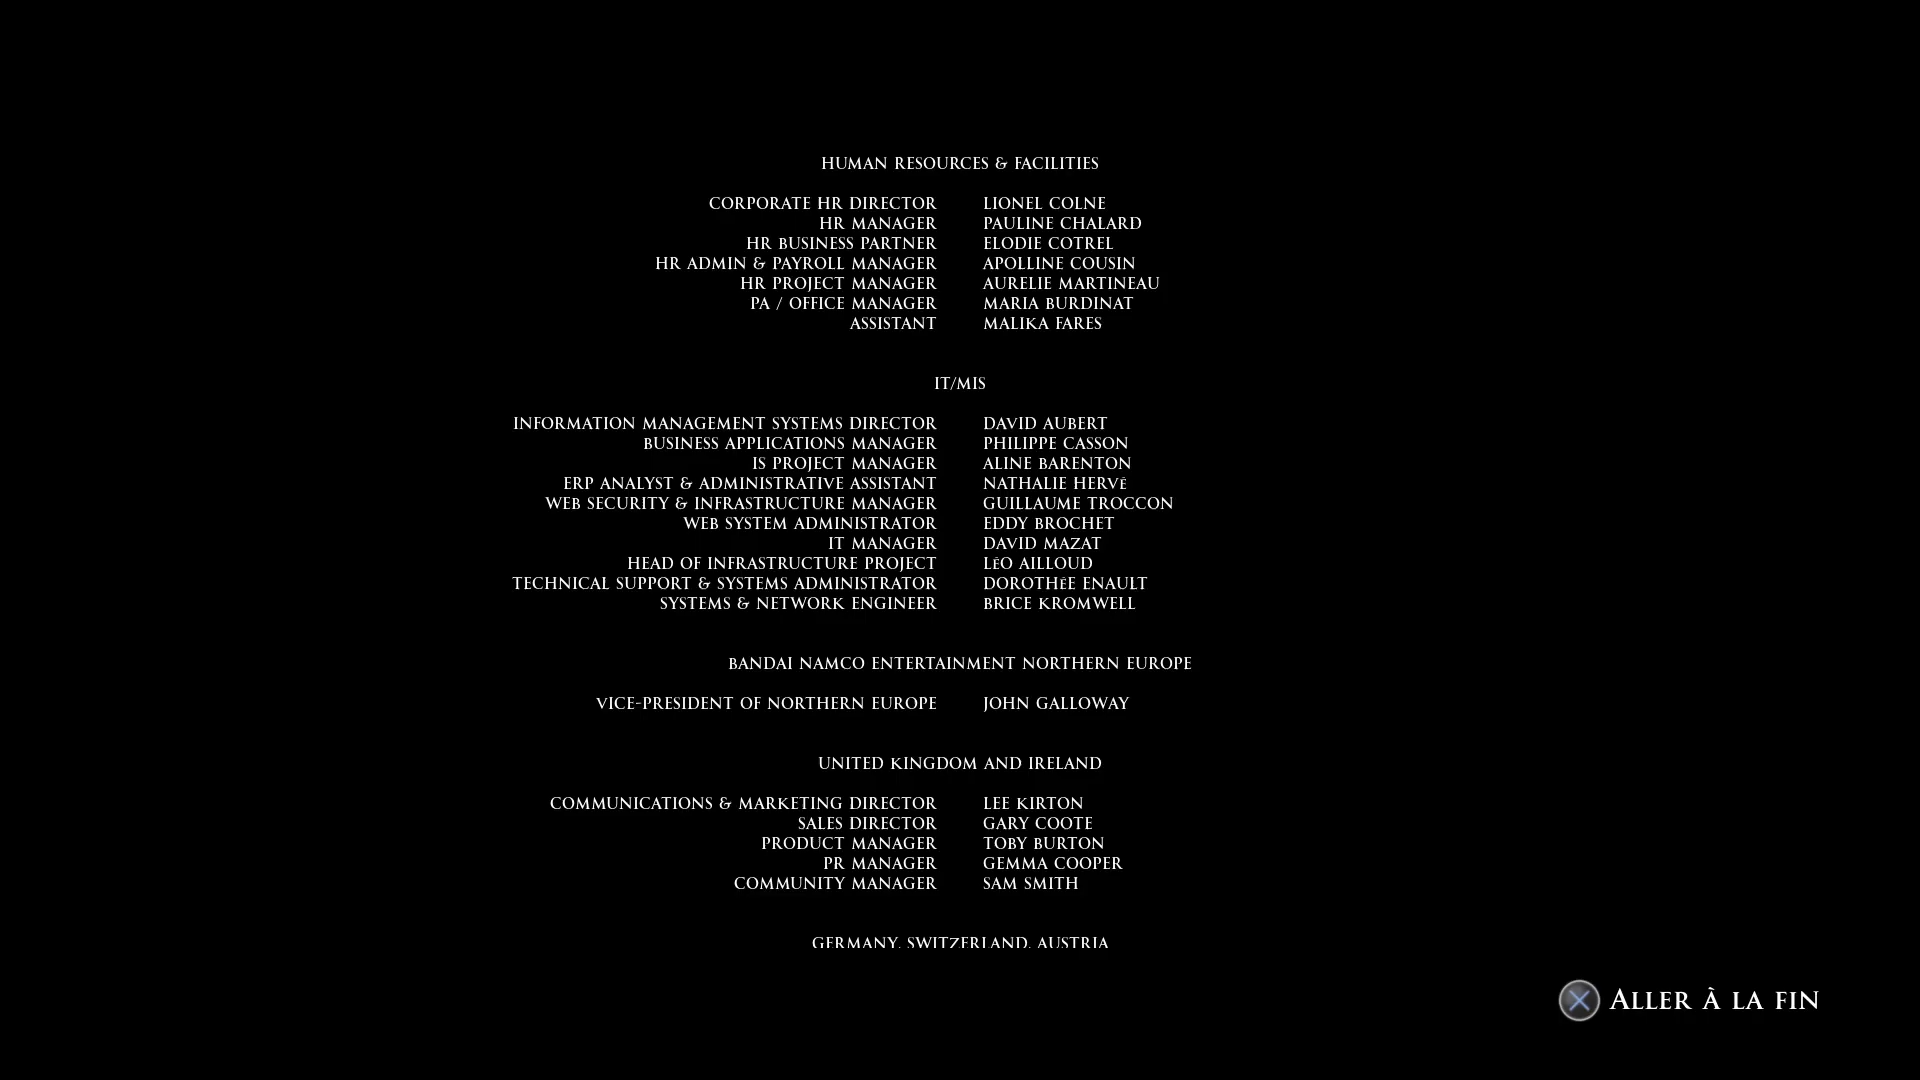 HUMAN RESOURCES & FACILITIES
CORPORATE HR DIRECTOR LIONEL COLNE
HR MANAGER PAULINE CHALARD
HR BUSINESS PARTNER ELODIE COTREL
HR ADMIN & PAYROLL MANAGER APOLLINE COUSIN
HR PROJECT MANAGER AURELIE MARTINEAU
PA / OFFICE MANAGER MARIA BURDINAT
ASSISTANT MALIKA FARES
IT/MIS
INFORMATION MANAGEMENT SYSTEMS DIRECTOR DAVID AUBERT
BUSINESS APPLICATIONS MANAGER PHILIPPE CASSON
IS PROJECT MANAGER ALINE BARENTON
ERP ANALYST & ADMINISTRATIVE ASSISTANT NATHALIE HERVÉ
WEB SECURITY & INFRASTRUCTURE MANAGER GUILLAUME TROCCON
WEB SYSTEM ADMINISTRATOR EDDY BROCHET
IT MANAGER DAVID MAZAT
HEAD OF INFRASTRUCTURE PROJECT LÉO AILLOUD
TECHNICAL SUPPORT & SYSTEMS ADMINISTRATOR DOROTHÉE ENAULT
SYSTEMS & NETWORK ENGINEER BRICE KROMWELL
BANDAI NAMCO ENTERTAINMENT NORTHERN EUROPE
VICE-PRESIDENT OF NORTHERN EUROPE JOHN GALLOWAY
UNITED KINGDOM AND IRELAND
COMMUNICATIONS & MARKETING DIRECTOR LEE KIRTON
SALES DIRECTOR GARY COOTE
PRODUCT MANAGER TOBY BURTON
PR MANAGER GEMMA COOPER
COMMUNITY MANAGER SAM SMITH
GERMANY, SWITZERLAND, AUSTRIA
ALLER À LA FIN